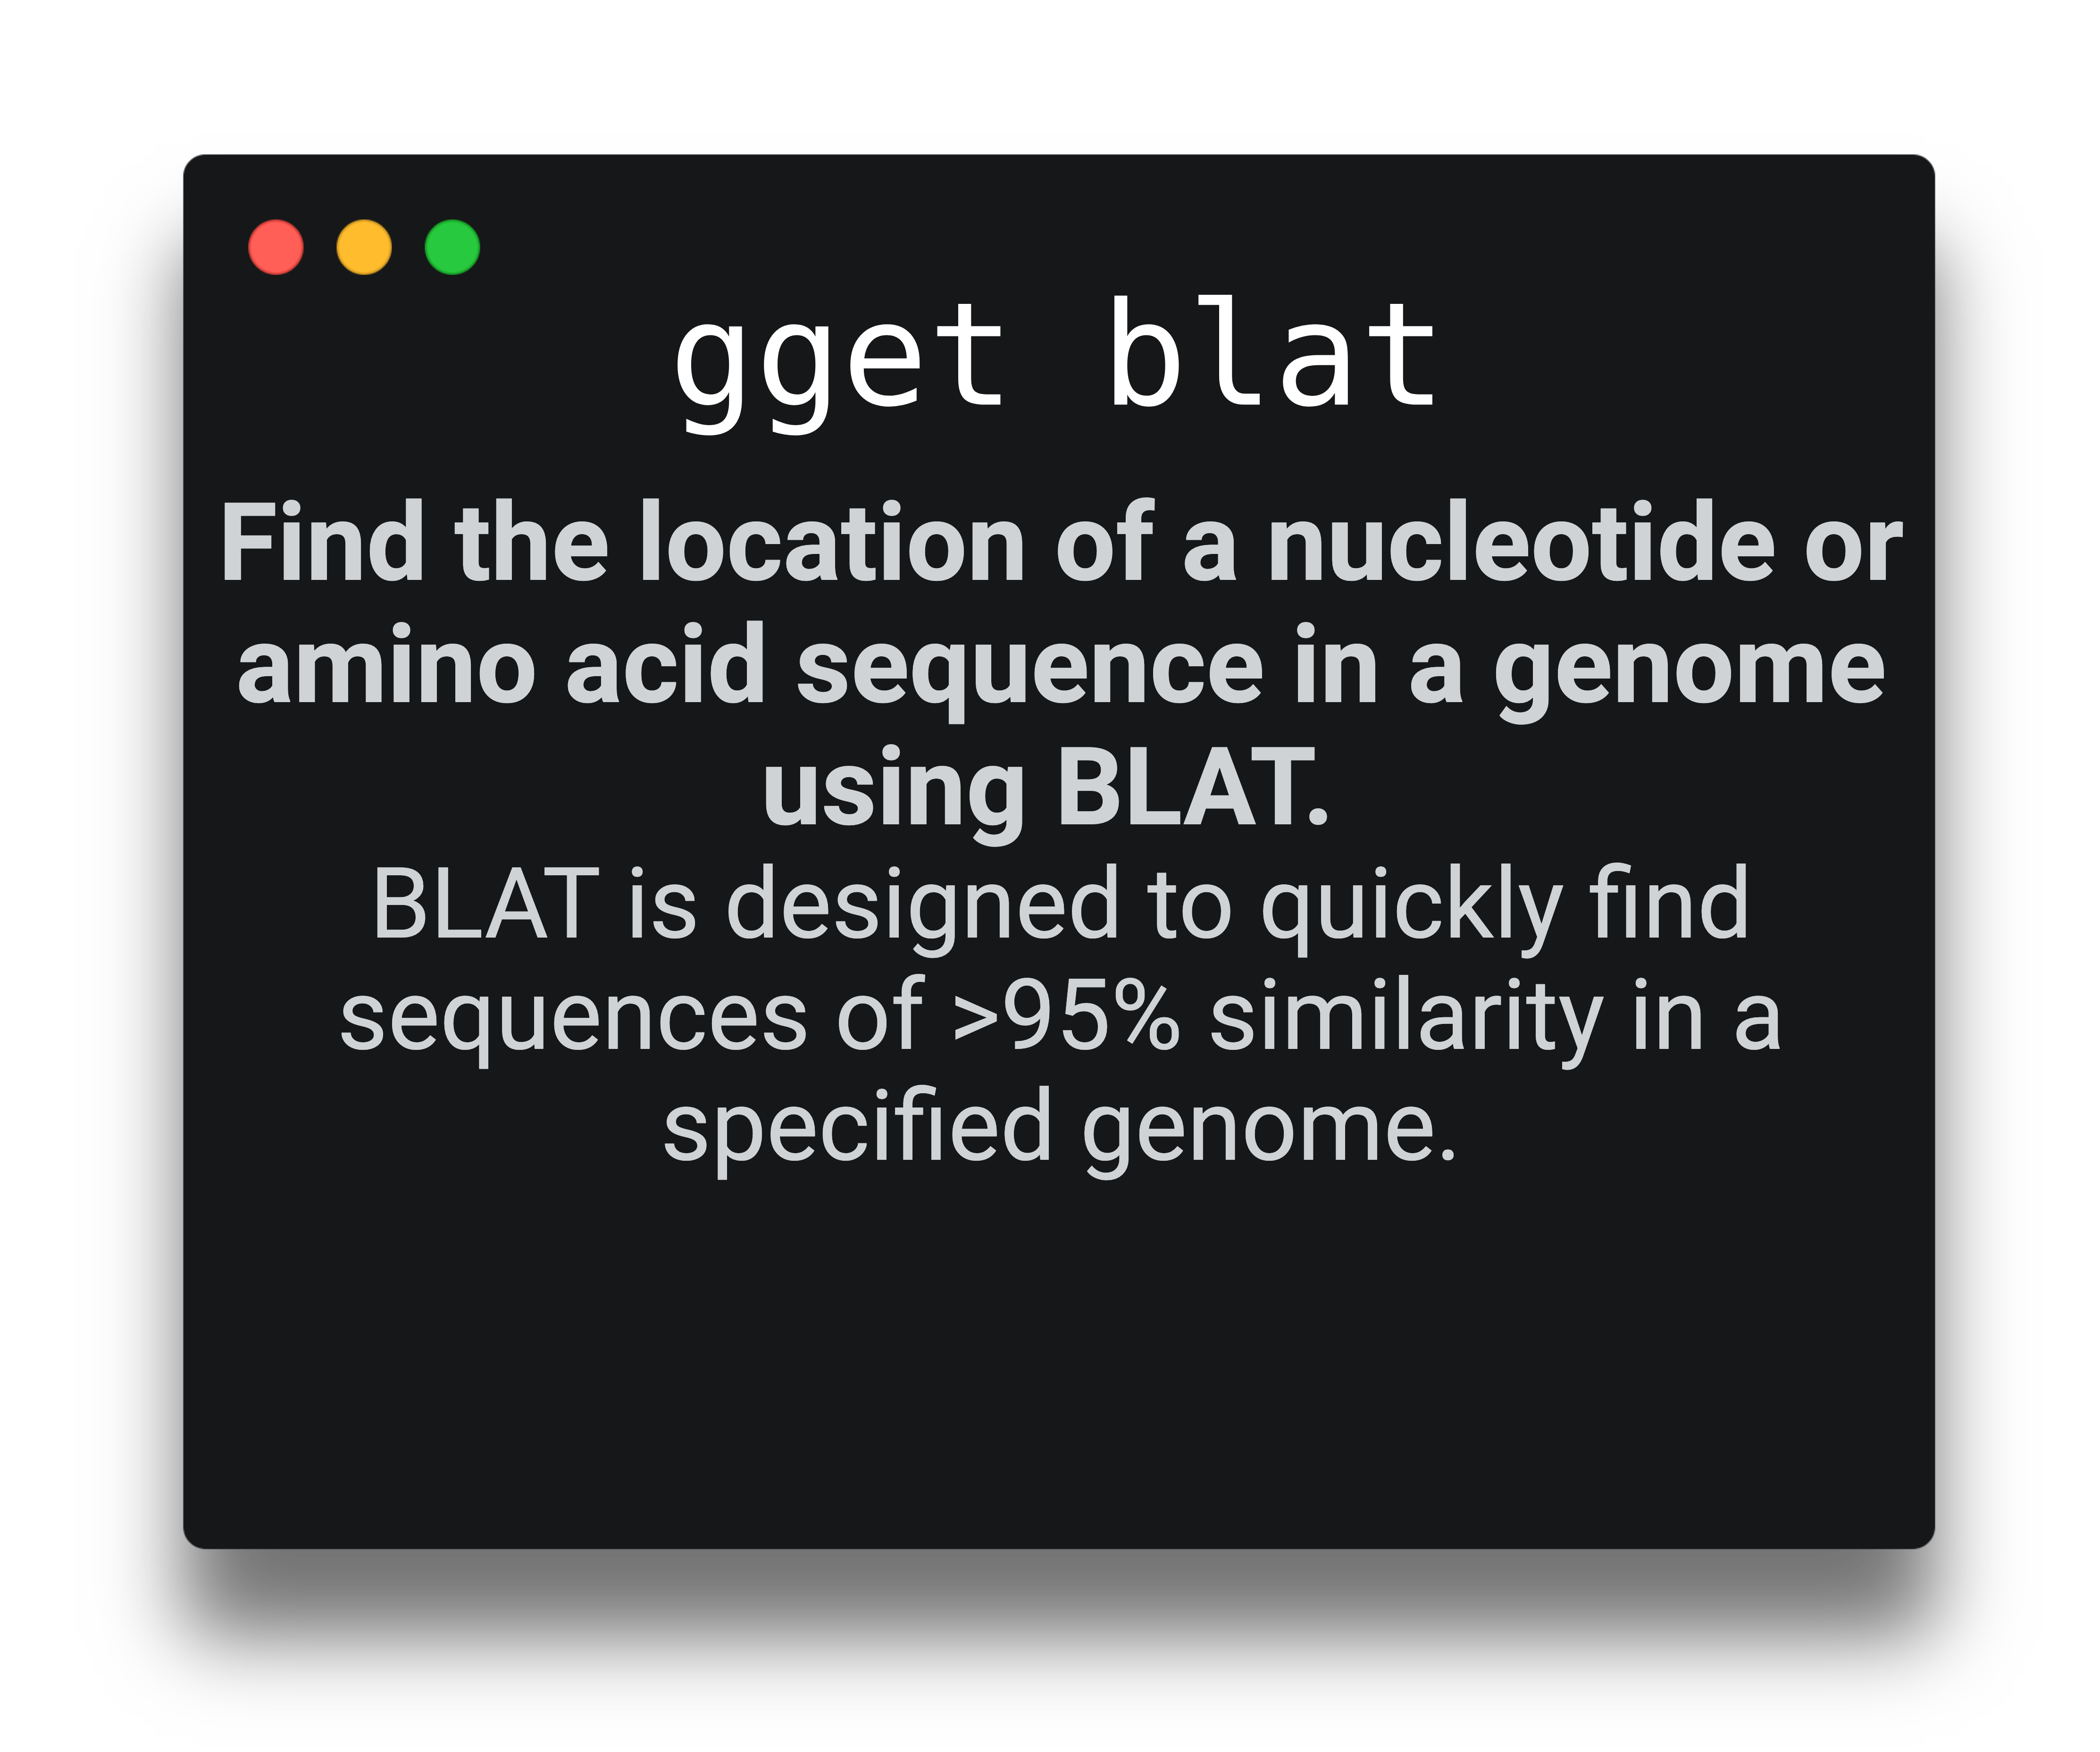 gget blat
Find the location of a nucleotide or
amino acid sequence in a genome
using BLAT.
BLAT is designed to quickly find
sequences of >95% similarity in a
specified genome.